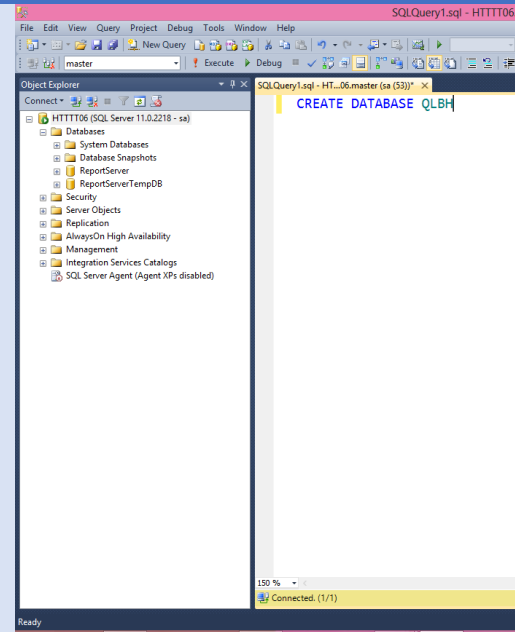 SQLQuery1.sql - HTTTT06
File Edit View Query Project Debug Tools Window Help
New Query
master Execute Debug
Object Explorer
Connect
HTTTT06 (SQL Server 11.0.2218 - sa)
Databases
System Databases
Database Snapshots
ReportServer
ReportServerTempDB
Security
Server Objects
Replication
AlwaysOn High Availability
Management
Integration Services Catalogs
SQL Server Agent (Agent XPs disabled)
SQLQuery1.sql - HT...06.master (sa (53))*
CREATE DATABASE QLBH
150 %
Connected. (1/1)
Ready